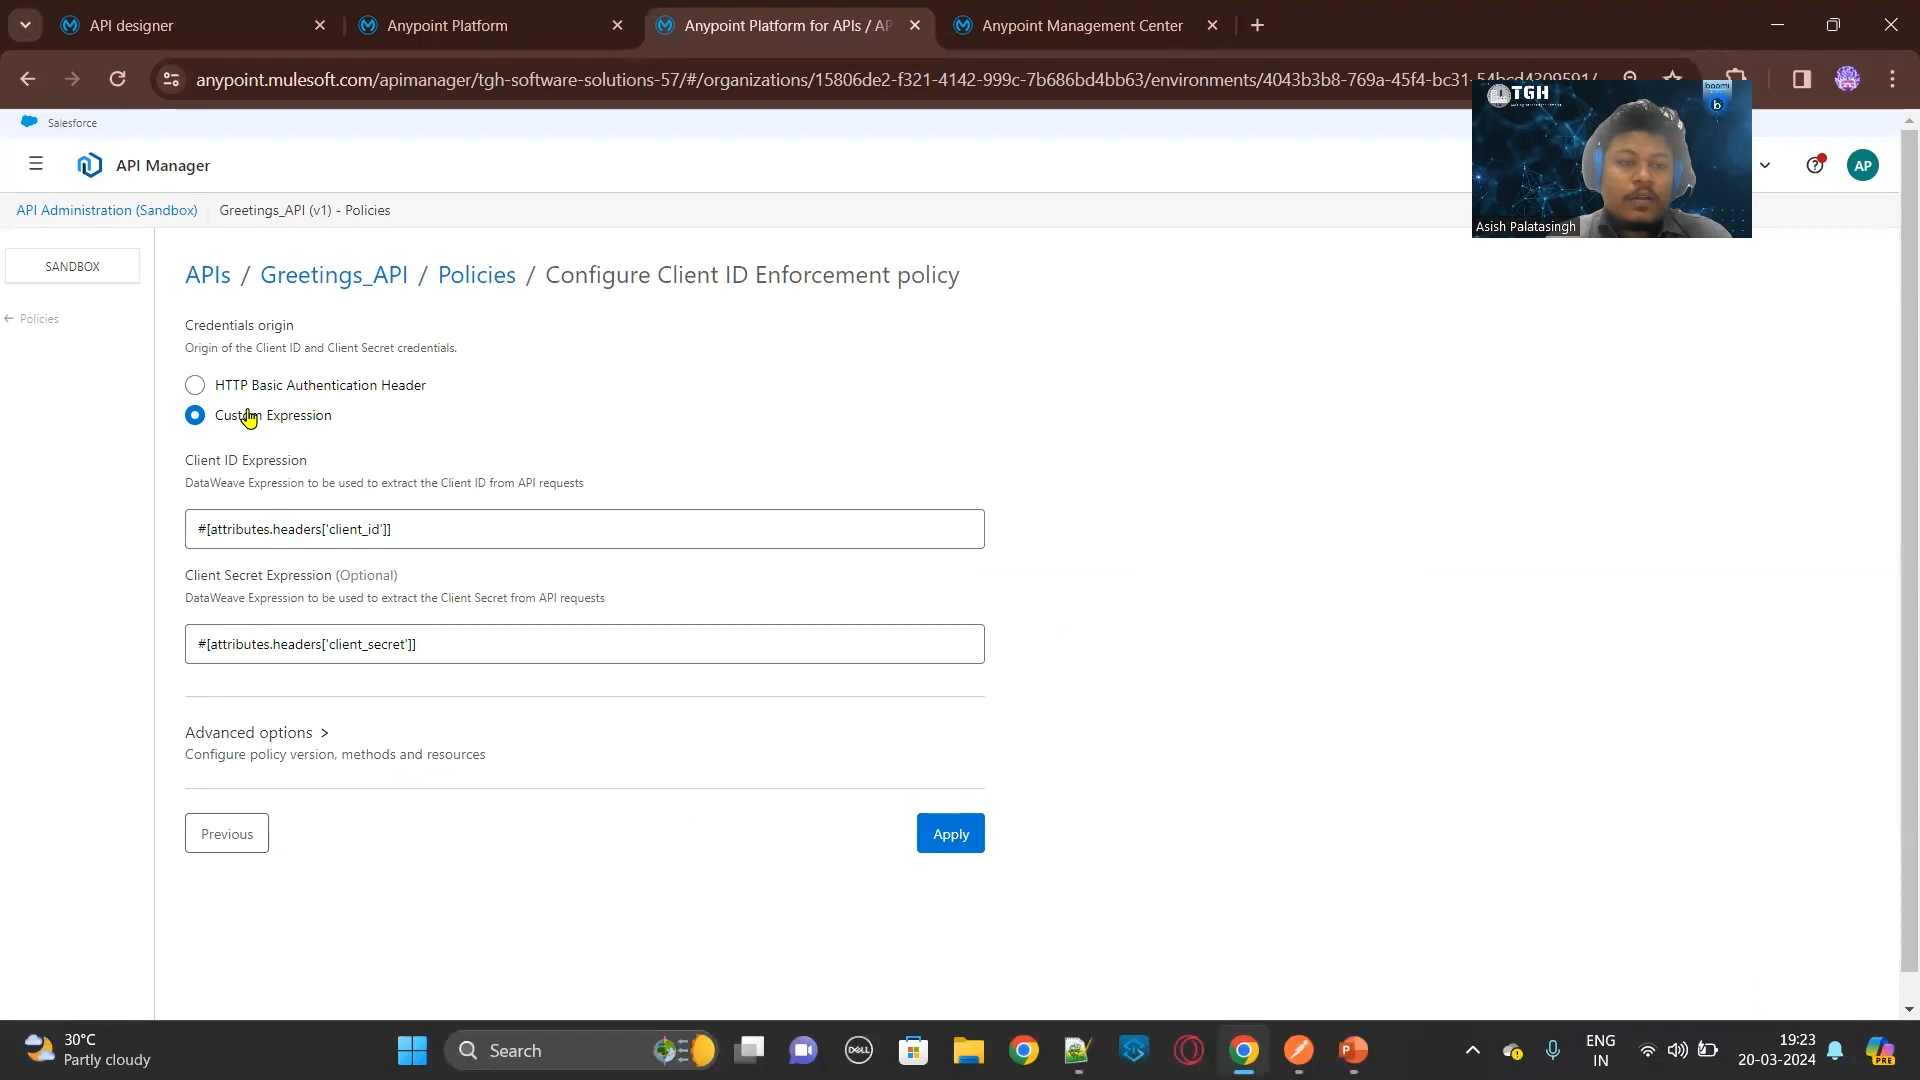 API designer
Anypoint Platform
Anypoint Platform for APIs / AP
Anypoint Management Center
anypoint.mulesoft.com/apimanager/tgh-software-solutions-57/#/organizations/15806de2-f321-4142-999c-7b686bd4bb63/environments/4043b3b8-769a-45f4-bc31-54bcd4309591/
Salesforce
API Manager
AP
TGH
boomi
b
Asish Palatasingh
API Administration (Sandbox)
Greetings_API (v1) - Policies
SANDBOX
Policies
APIs / Greetings_API / Policies / Configure Client ID Enforcement policy
Credentials origin
Origin of the Client ID and Client Secret credentials.
HTTP Basic Authentication Header
Custom Expression
Client ID Expression
DataWeave Expression to be used to extract the Client ID from API requests
#[attributes.headers['client_id']]
Client Secret Expression (Optional)
DataWeave Expression to be used to extract the Client Secret from API requests
#[attributes.headers['client_secret']]
Advanced options >
Configure policy version, methods and resources
Previous
Apply
30°C
Partly cloudy
Search
DELL
ENG
IN
19:23
20-03-2024
PRE